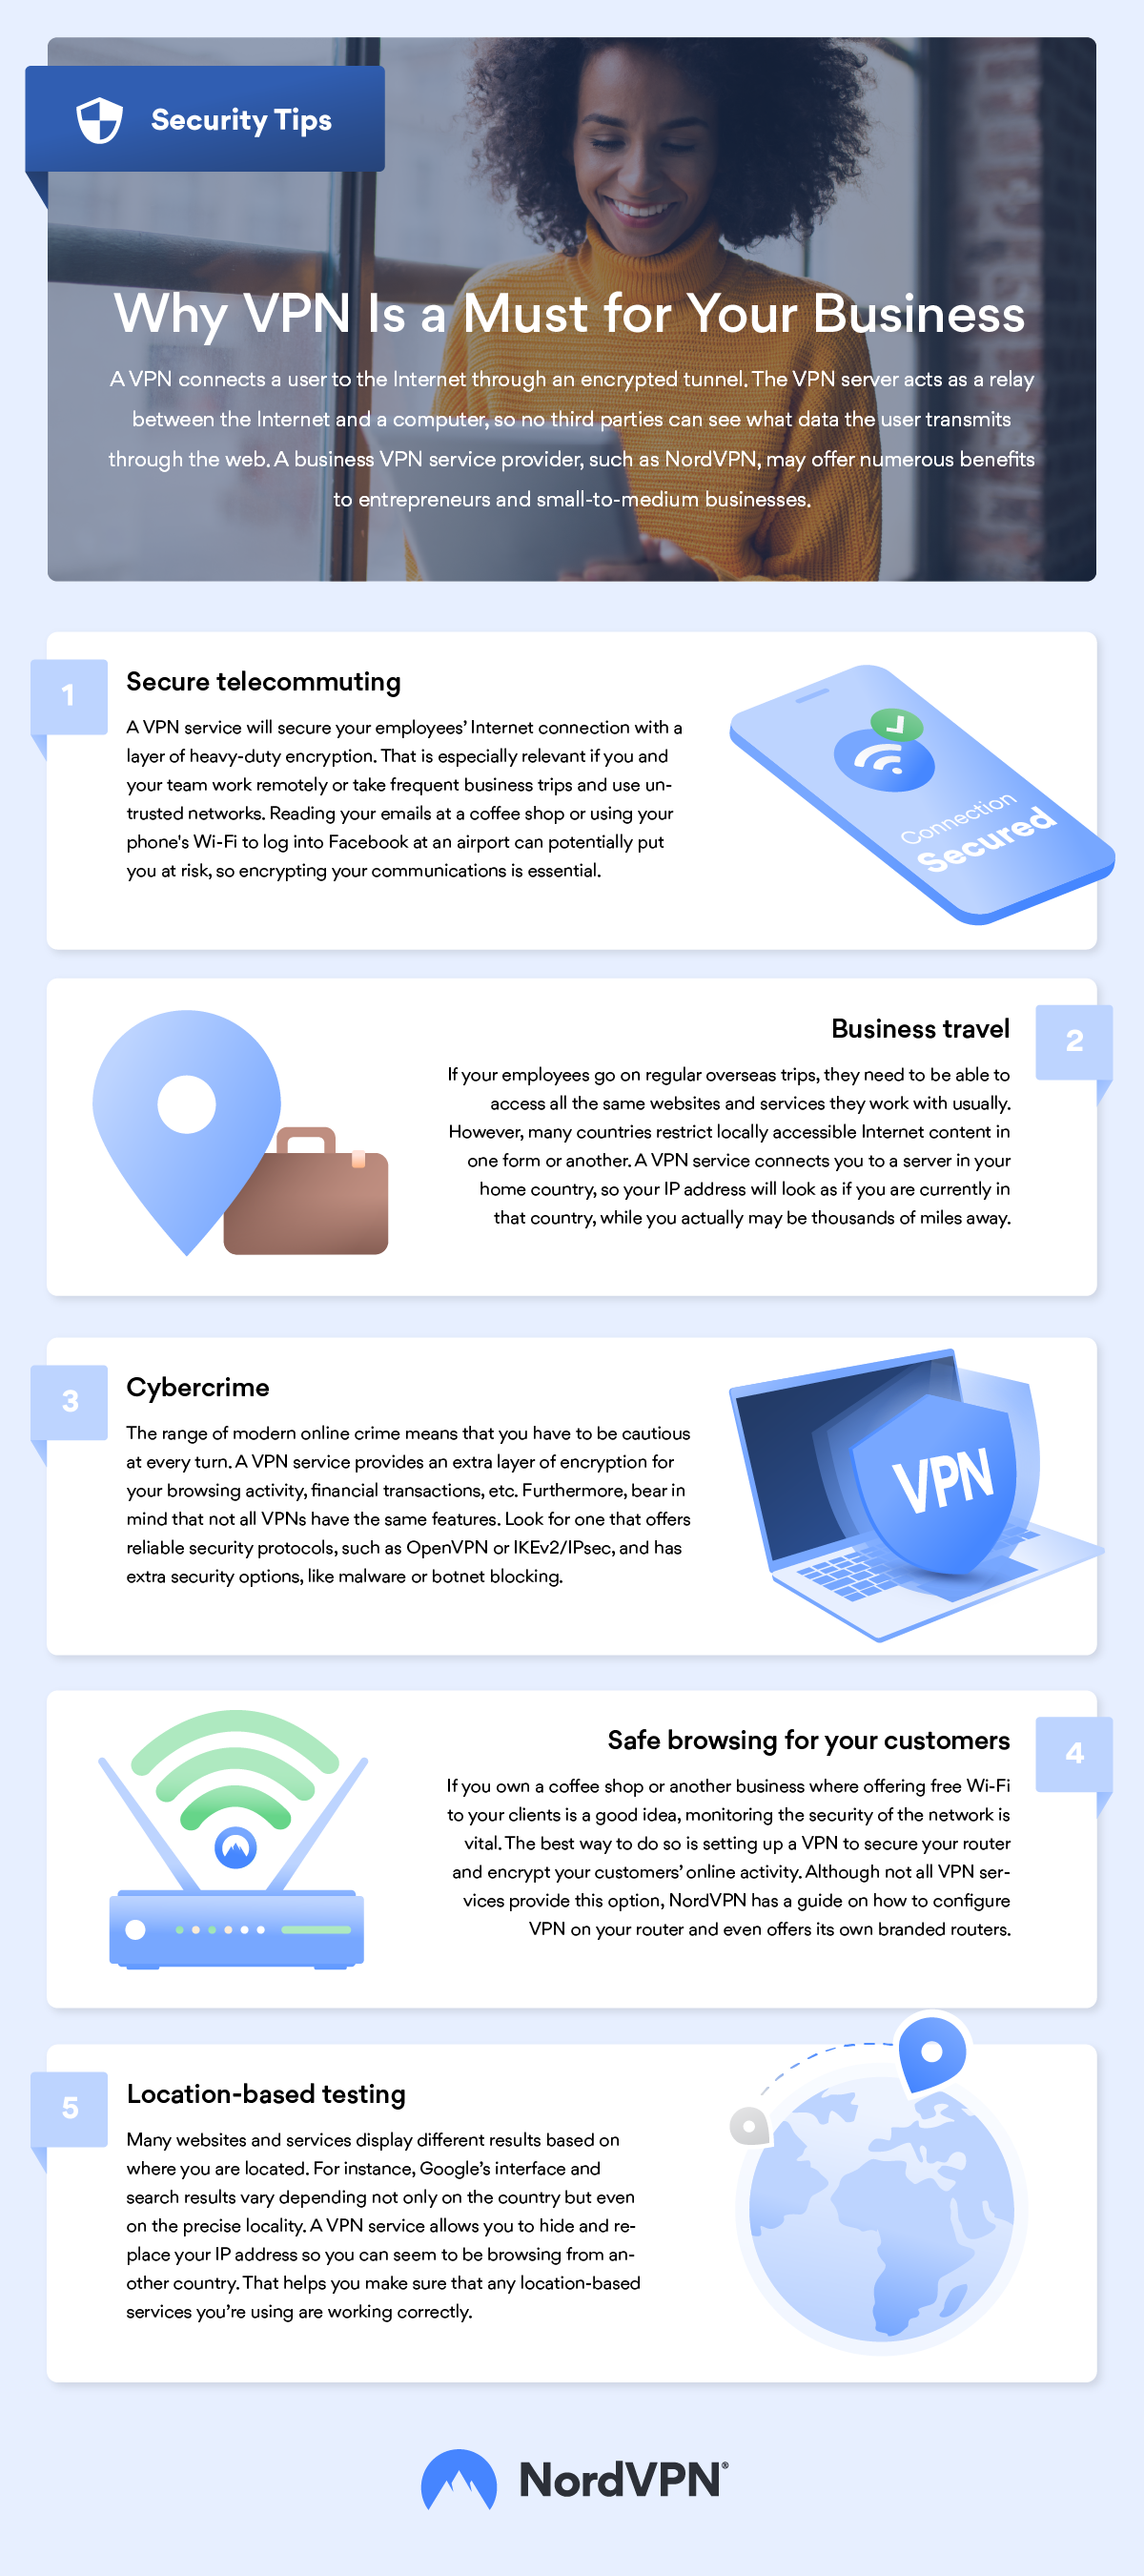 Security Tips
Why VPN Is a Must for Your Business
A VPN connects a user to the Internet through an encrypted tunnel. The VPN server acts as a relay
between the Internet and a computer, so no third parties can see what data the user transmits
through the web. A business VPN service provider, such as NordVPN, may offer numerous benefits
to entrepreneurs and small-to-medium businesses.
1
Secure telecommuting
A VPN service will secure your employees’ Internet connection with a
layer of heavy-duty encryption. That is especially relevant if you and
your team work remotely or take frequent business trips and use un-
trusted networks. Reading your emails at a coffee shop or using your
phone's Wi-Fi to log into Facebook at an airport can potentially put
you at risk, so encrypting your communications is essential.
Connection
Secured
2
Business travel
If your employees go on regular overseas trips, they need to be able to
access all the same websites and services they work with usually.
However, many countries restrict locally accessible Internet content in
one form or another. A VPN service connects you to a server in your
home country, so your IP address will look as if you are currently in
that country, while you actually may be thousands of miles away.
3
Cybercrime
The range of modern online crime means that you have to be cautious
at every turn. A VPN service provides an extra layer of encryption for
your browsing activity, financial transactions, etc. Furthermore, bear in
mind that not all VPNs have the same features. Look for one that offers
reliable security protocols, such as OpenVPN or IKEv2/IPsec, and has
extra security options, like malware or botnet blocking.
VPN
4
Safe browsing for your customers
If you own a coffee shop or another business where offering free Wi-Fi
to your clients is a good idea, monitoring the security of the network is
vital. The best way to do so is setting up a VPN to secure your router
and encrypt your customers’ online activity. Although not all VPN ser-
vices provide this option, NordVPN has a guide on how to configure
VPN on your router and even offers its own branded routers.
5
Location-based testing
Many websites and services display different results based on
where you are located. For instance, Google’s interface and
search results vary depending not only on the country but even
on the precise locality. A VPN service allows you to hide and re-
place your IP address so you can seem to be browsing from an-
other country. That helps you make sure that any location-based
services you’re using are working correctly.
NordVPN®